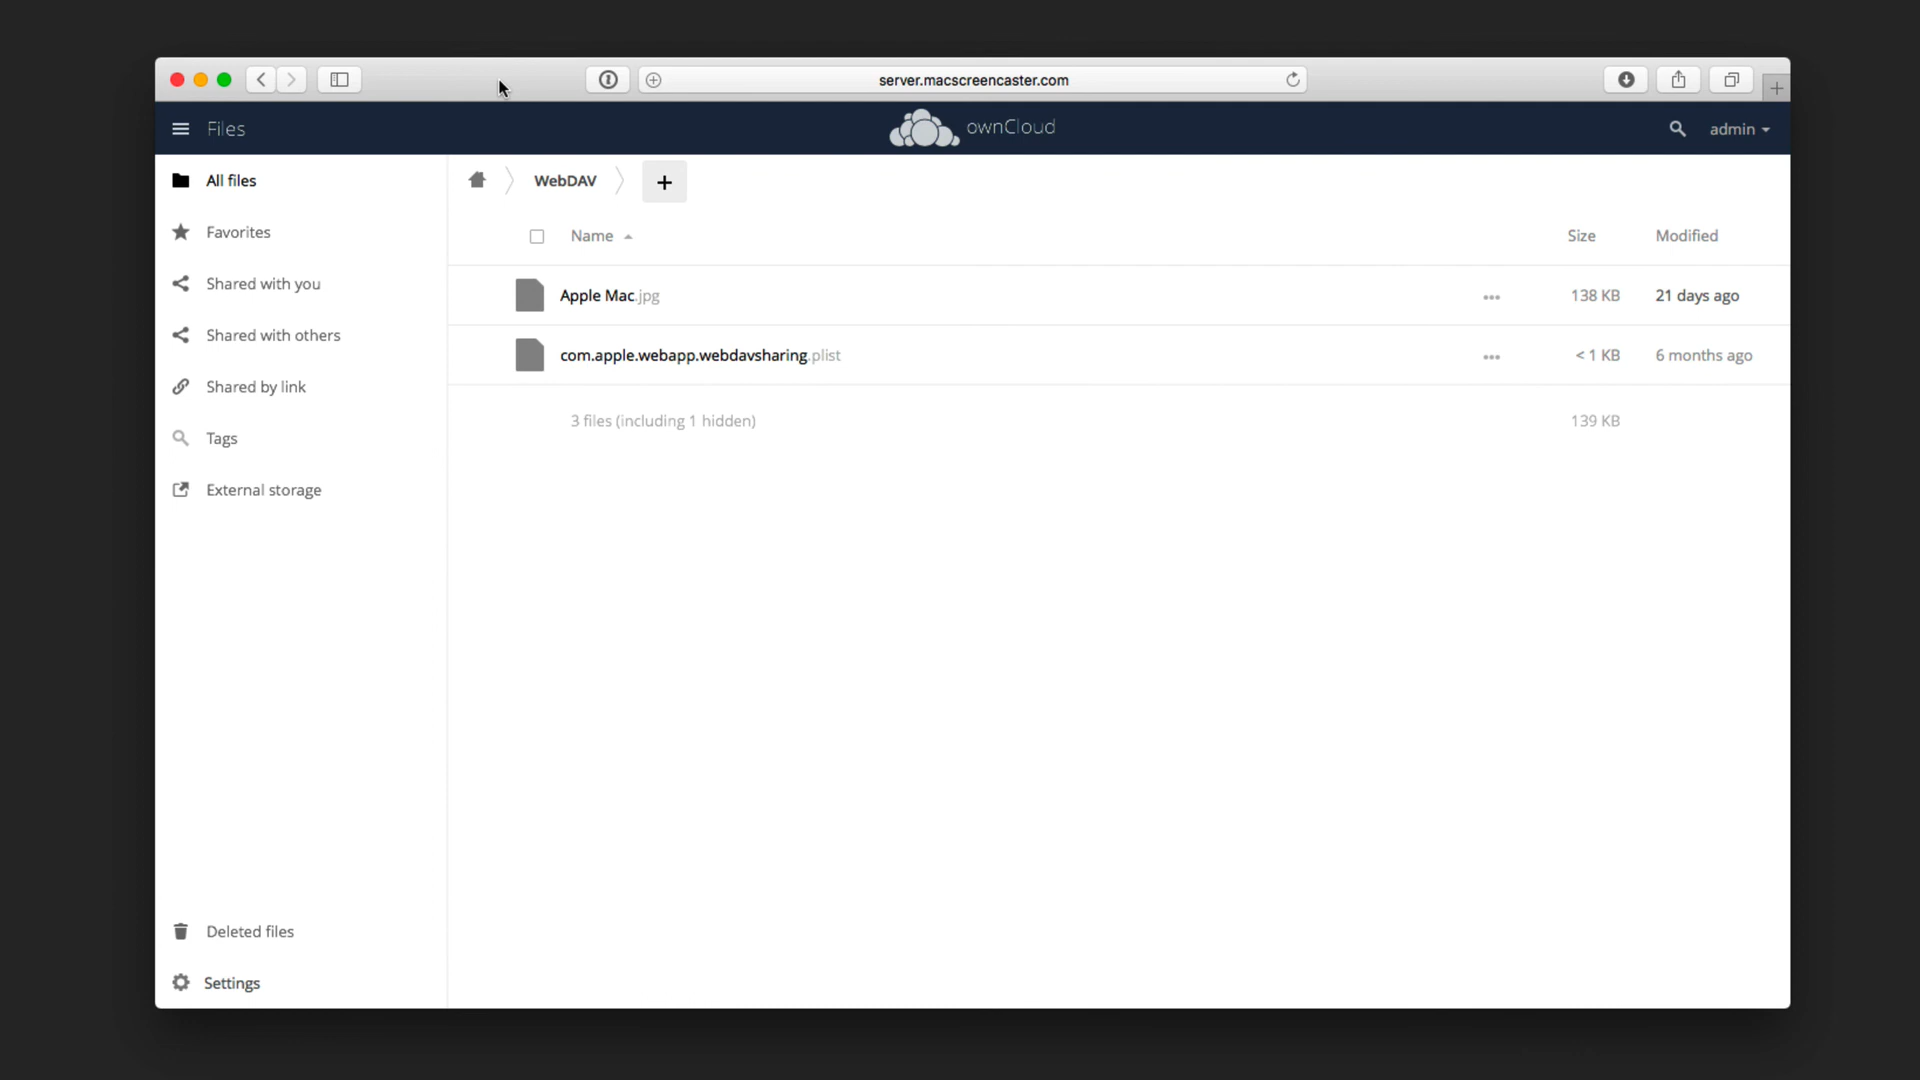 server.macscreencaster.com
Files
ownCloud
admin
All files
WebDAV
Favorites
Name
Size
Modified
Shared with you
Apple Mac.jpg
138 KB
21 days ago
Shared with others
com.apple.webapp.webdavsharing.plist
< 1 KB
6 months ago
Shared by link
3 files (including 1 hidden)
139 KB
Tags
External storage
Deleted files
Settings